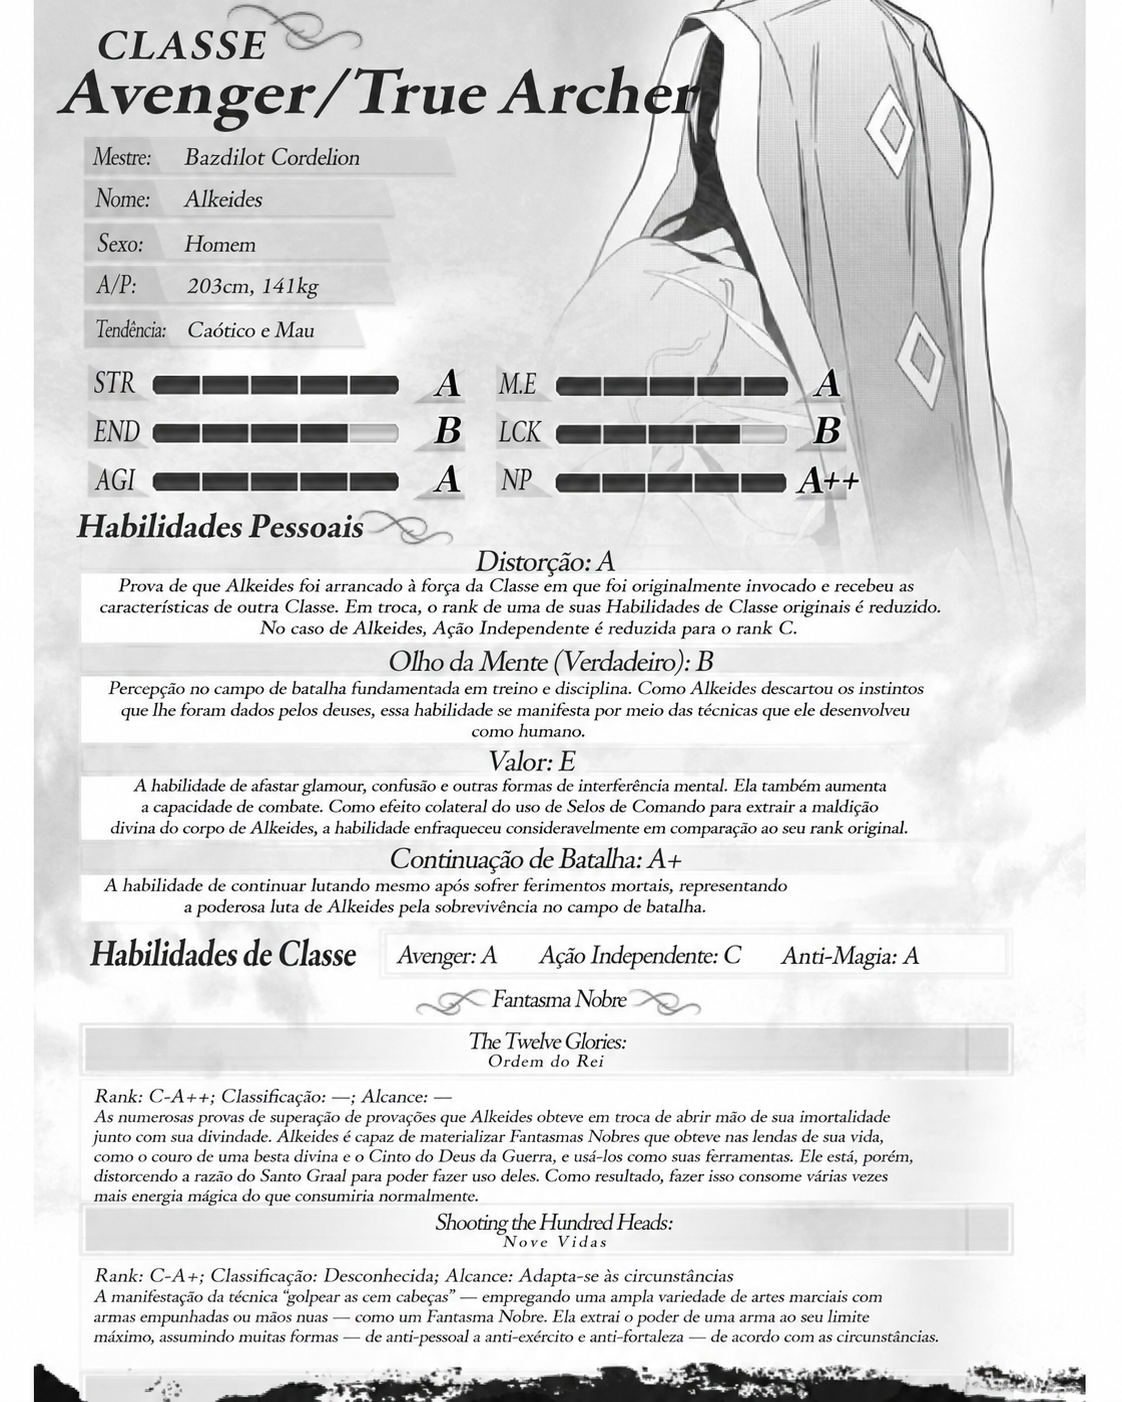 CLASSE
Avenger/True Archer
Mestre: Bazdilot Cordelion
Nome: Alkeides
Sexo: Homem
A/P: 203cm, 141kg
Tendência: Caótico e Mau
STR A M.E A
END B LCK B
AGI A NP A++
Habilidades Pessoais
Distorção: A
Prova de que Alkeides foi arrancado à força da Classe em que foi originalmente invocado e recebeu as
características de outra Classe. Em troca, o rank de uma de suas Habilidades de Classe originais é reduzido.
No caso de Alkeides, Ação Independente é reduzida para o rank C.
Olho da Mente (Verdadeiro): B
Percepção no campo de batalha fundamentada em treino e disciplina. Como Alkeides descartou os instintos
que lhe foram dados pelos deuses, essa habilidade se manifesta por meio das técnicas que ele desenvolveu
como humano.
Valor: E
A habilidade de afastar glamour, confusão e outras formas de interferência mental. Ela também aumenta
a capacidade de combate. Como efeito colateral do uso de Selos de Comando para extrair a maldição
divina do corpo de Alkeides, a habilidade enfraqueceu consideravelmente em comparação ao seu rank original.
Continuação de Batalha: A+
A habilidade de continuar lutando mesmo após sofrer ferimentos mortais, representando
a poderosa luta de Alkeides pela sobrevivência no campo de batalha.
Habilidades de Classe Avenger: A Ação Independente: C Anti-Magia: A
Fantasma Nobre
The Twelve Glories:
Ordem do Rei
Rank: C-A++; Classificação: —; Alcance: —
As numerosas provas de superação de provações que Alkeides obteve em troca de abrir mão de sua imortalidade
junto com sua divindade. Alkeides é capaz de materializar Fantasmas Nobres que obteve nas lendas de sua vida,
como o couro de uma besta divina e o Cinto do Deus da Guerra, e usá-los como suas ferramentas. Ele está, porém,
distorcendo a razão do Santo Graal para poder fazer uso deles. Como resultado, fazer isso consome várias vezes
mais energia mágica do que consumiria normalmente.
Shooting the Hundred Heads:
Nove Vidas
Rank: C-A+; Classificação: Desconhecida; Alcance: Adapta-se às circunstâncias
A manifestação da técnica “golpear as cem cabeças” — empregando uma ampla variedade de artes marciais com
armas empunhadas ou mãos nuas — como um Fantasma Nobre. Ela extrai o poder de uma arma ao seu limite
máximo, assumindo muitas formas — de anti-pessoal a anti-exército e anti-fortaleza — de acordo com as circunstâncias.